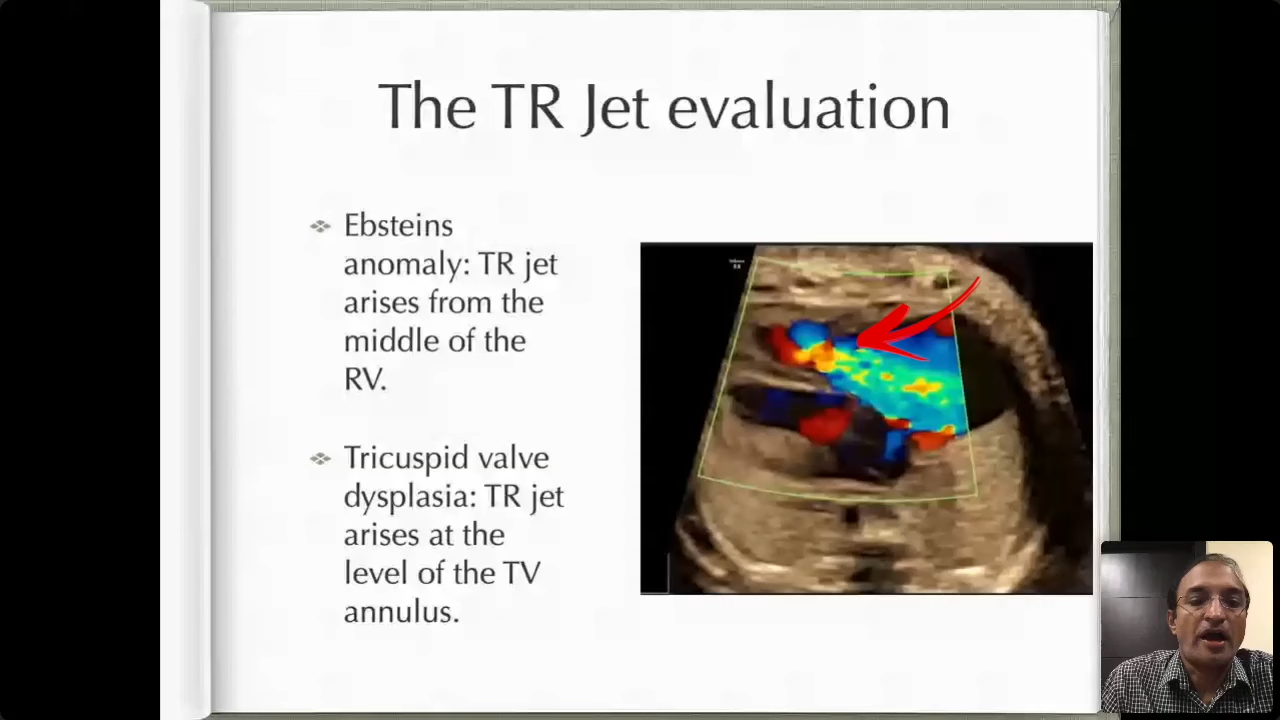 The TR Jet evaluation
Ebsteins
anomaly: TR jet
arises from the
middle of the
RV.
Tricuspid valve
dysplasia: TR jet
arises at the
level of the TV
annulus.